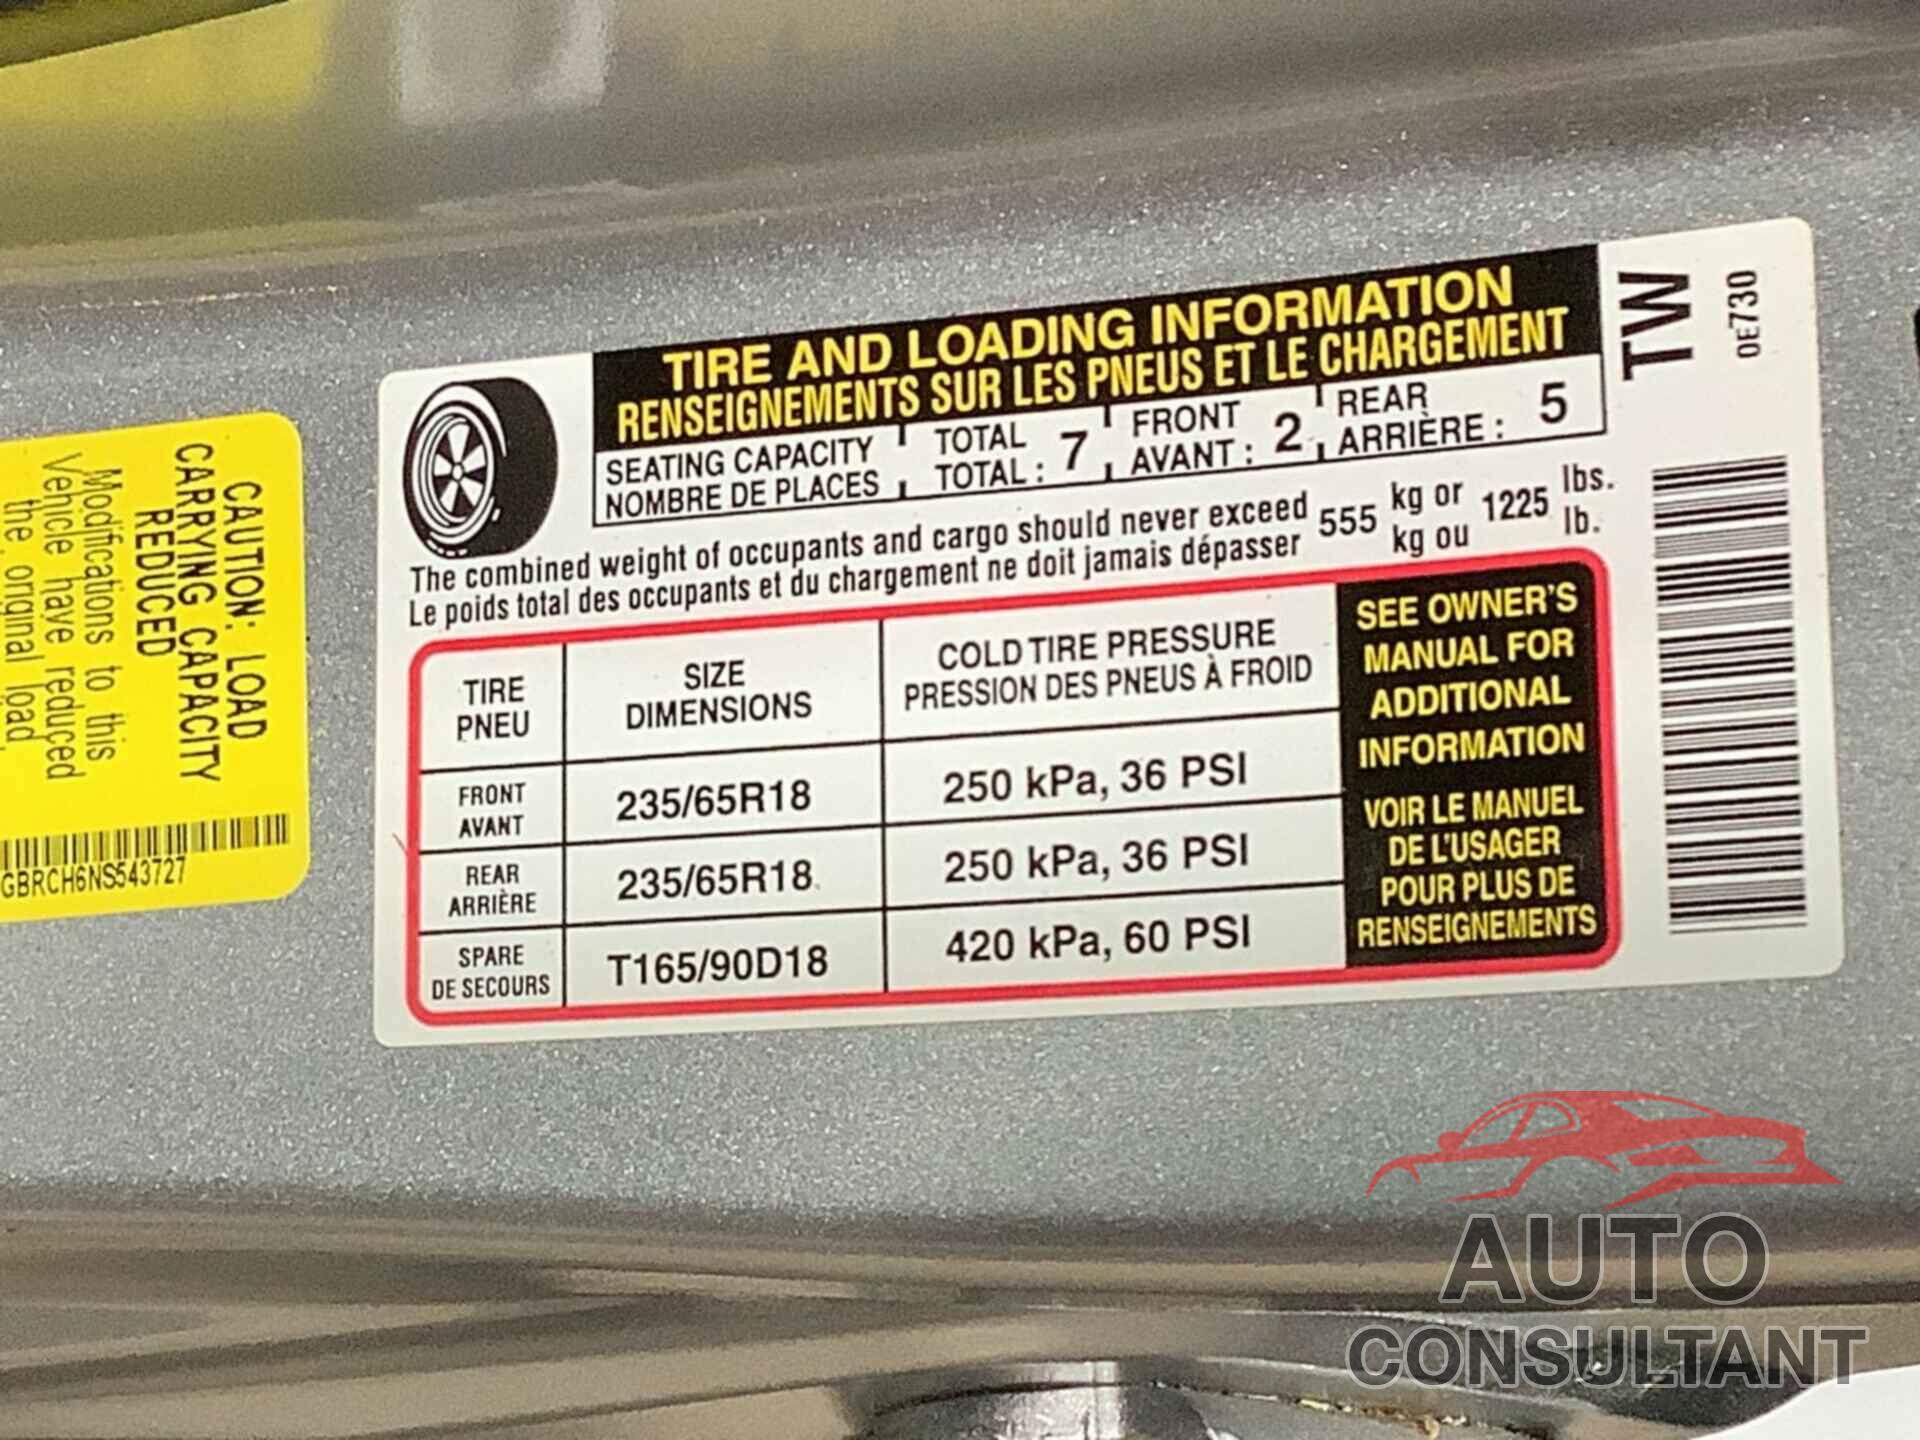 CAUTION: LOAD
CARRYING CAPACITY
REDUCED
Modifications to this
Vehicle have reduced
the original load
GBRCH6NS543727
TIRE AND LOADING INFORMATION
RENSEIGNEMENTS SUR LES PNEUS ET LE CHARGEMENT
SEATING CAPACITY TOTAL FRONT REAR
NOMBRE DE PLACES TOTAL : 7 AVANT : 2 ARRIÈRE : 5
The combined weight of occupants and cargo should never exceed 555 kg or 1225 lbs.
Le poids total des occupants et du chargement ne doit jamais dépasser kg ou lb.
TIRE SIZE COLD TIRE PRESSURE
PNEU DIMENSIONS PRESSION DES PNEUS À FROID
FRONT
AVANT 235/65R18 250 kPa, 36 PSI
REAR
ARRIÈRE 235/65R18 250 kPa, 36 PSI
SPARE
DE SECOURS T165/90D18 420 kPa, 60 PSI
SEE OWNER'S
MANUAL FOR
ADDITIONAL
INFORMATION
VOIR LE MANUEL
DE L'USAGER
POUR PLUS DE
RENSEIGNEMENTS
TW
0E730
AUTO
CONSULTANT